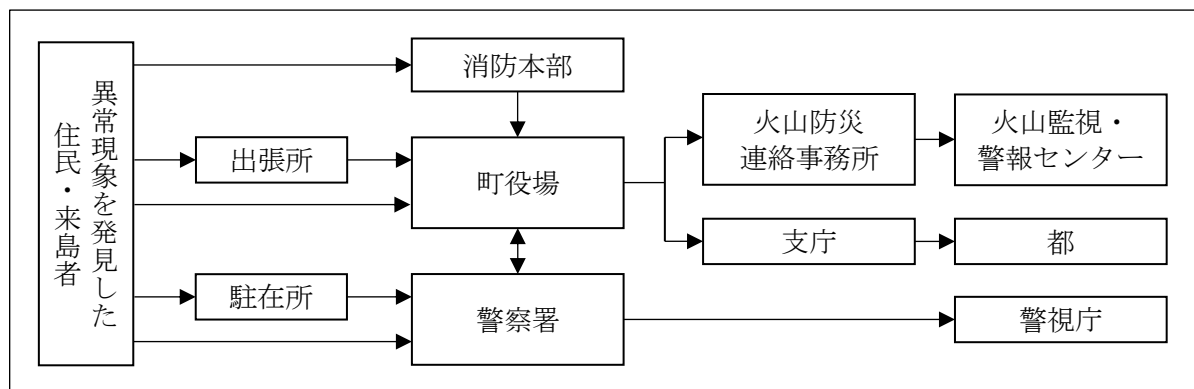 異常現象を発見した
住民・来島者
消防本部
出張所
町役場
駐在所
警察署
火山防災
連絡事務所
火山監視・
警報センター
支庁
都
警視庁